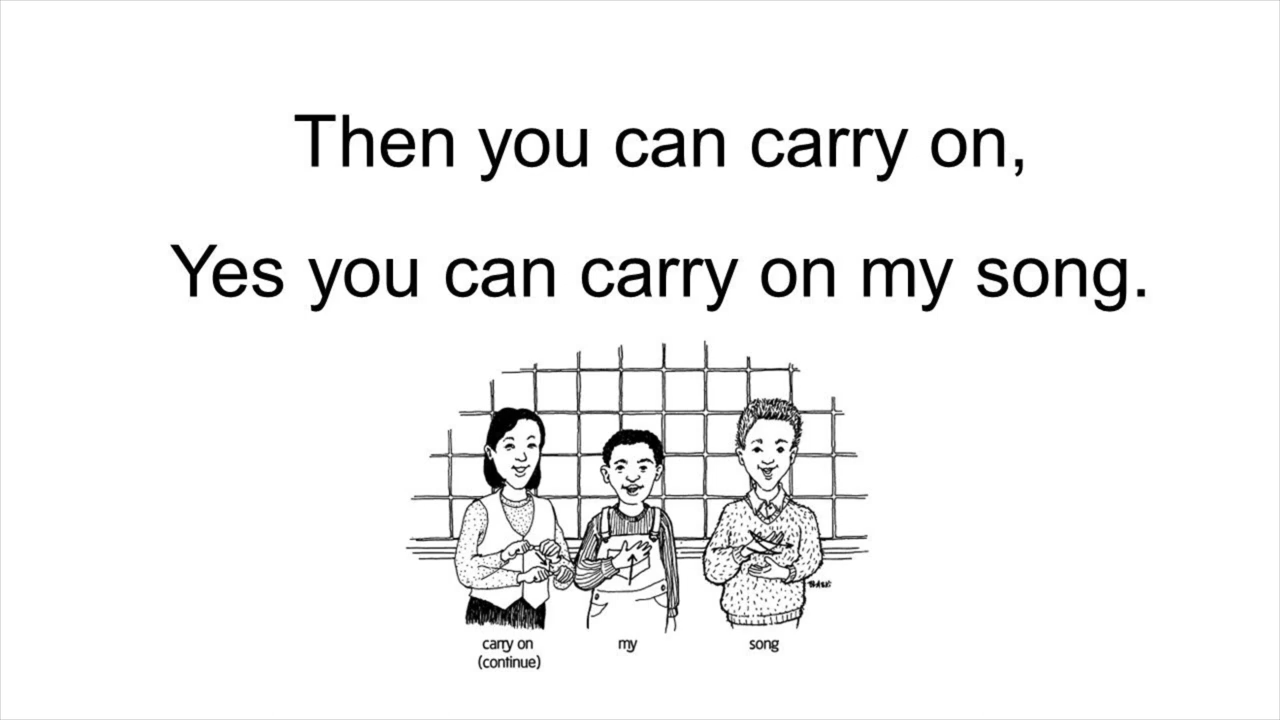 Then you can carry on,
Yes you can carry on my song.
carry on my song
(continue)